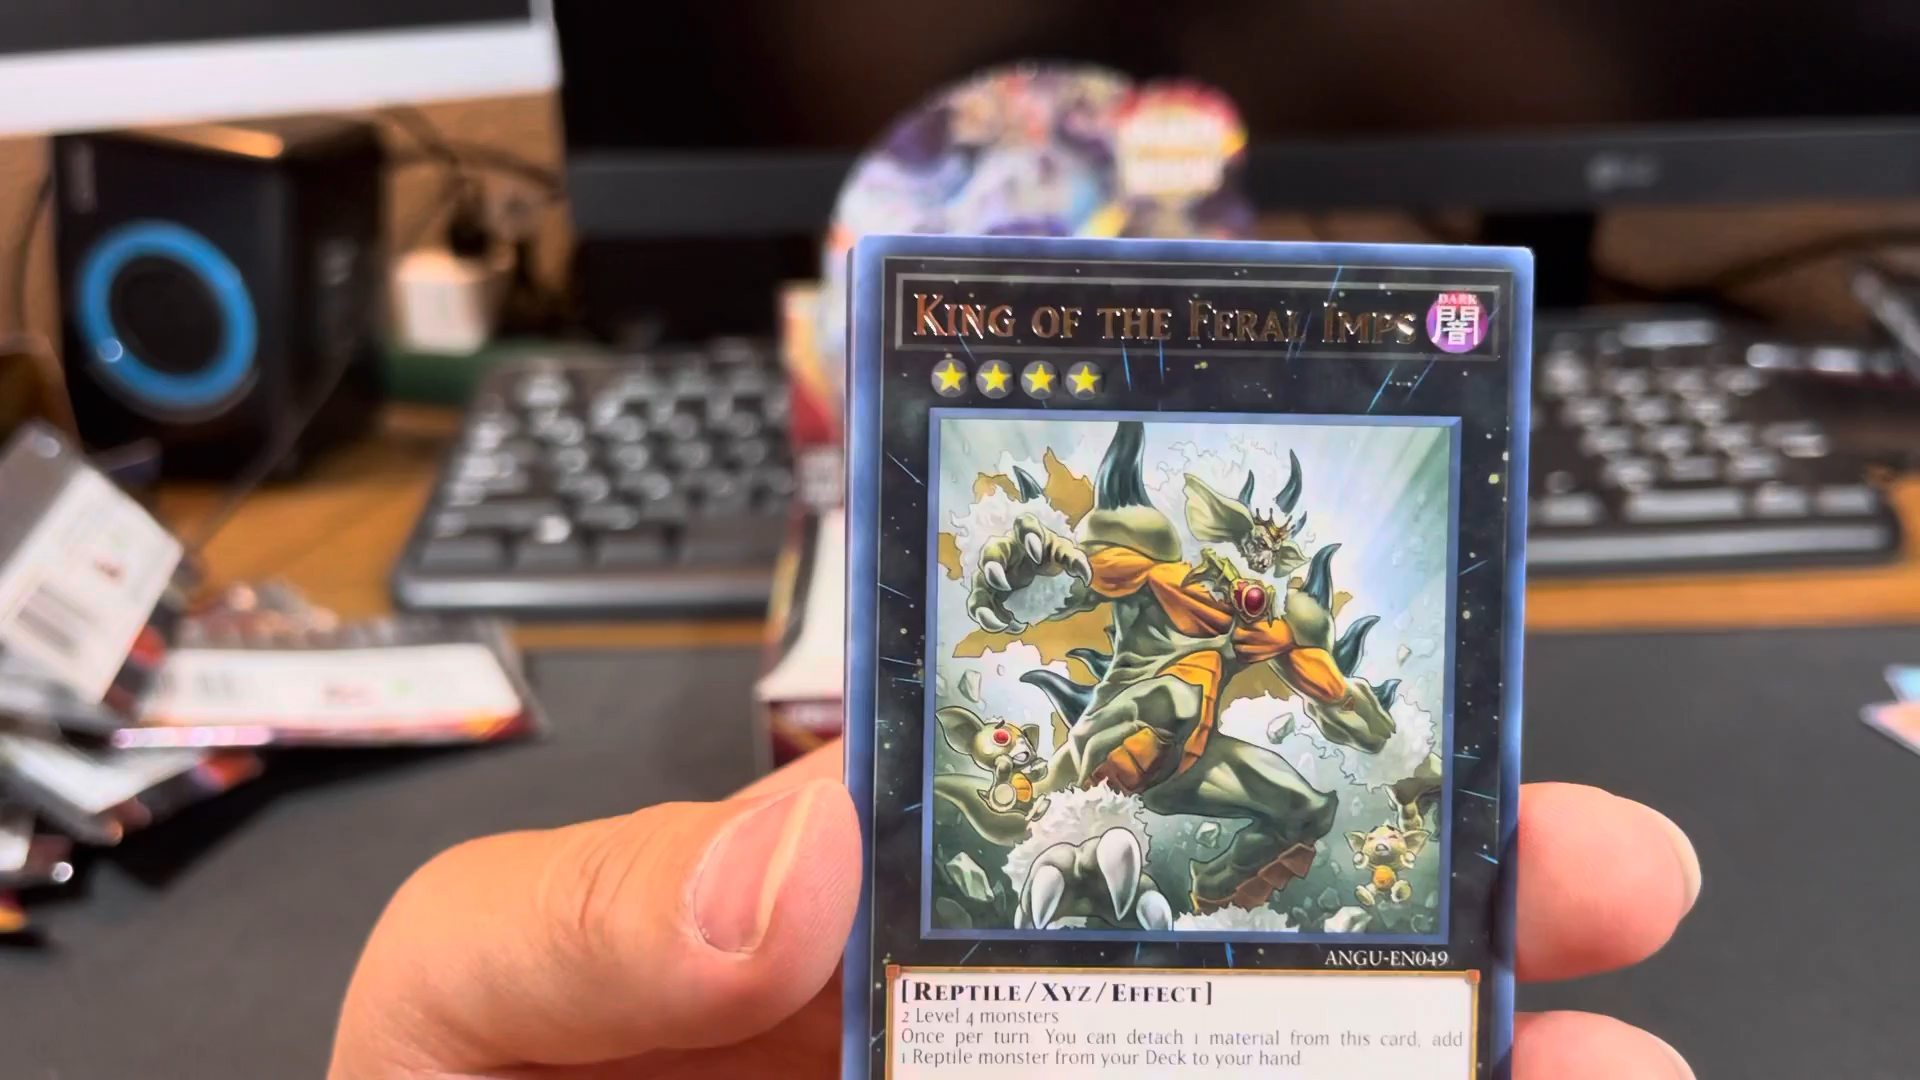 KING OF THE FERAL IMPS
DARK
闇
ANGU-EN049
[REPTILE/XYZ/EFFECT]
2 Level 4 monsters
Once per turn: You can detach 1 material from this card; add
1 Reptile monster from your Deck to your hand.